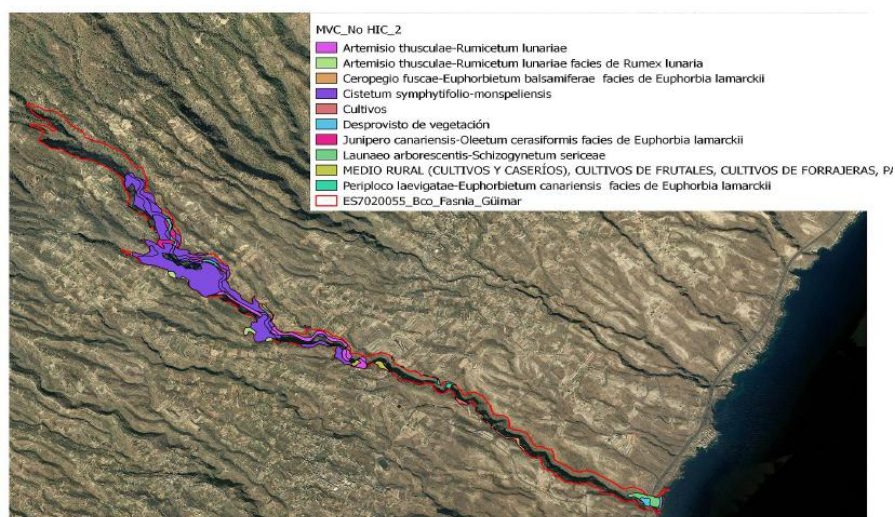 MVC_No HIC_2
Artemisio thusculae-Rumicetum lunariae
Artemisio thusculae-Rumicetum lunariae facies de Rumex lunaria
Ceropegio fuscae-Euphorbietum balsamiferae facies de Euphorbia lamarckii
Cistetum symphytifolio-monspeliensis
Cultivos
Desprovisto de vegetación
Junipero canariensis-Oleetum cerasiformis facies de Euphorbia lamarckii
Launaeo arborescentis-Schizogynetum sericeae
MEDIO RURAL (CULTIVOS Y CASERÍOS), CULTIVOS DE FRUTALES, CULTIVOS DE FORRAJERAS,
Periploco laevigatae-Euphorbietum canariensis facies de Euphorbia lamarckii
ES7020055_Bco_Fasnia_Güimar